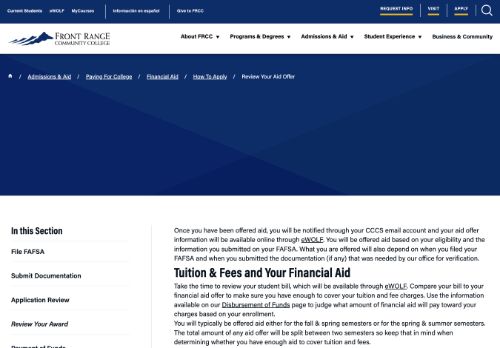 Current Students eWOLF MyCourses Información en español Give to FRCC REQUEST INFO VISIT APPLY
FRONT RANGE
COMMUNITY COLLEGE
About FRCC Programs & Degrees Admissions & Aid Student Experience Business & Community
/ Admissions & Aid / Paying For College / Financial Aid / How To Apply / Review Your Aid Offer
In this Section
File FAFSA
Submit Documentation
Application Review
Review Your Award
Payment of Funds
Once you have been offered aid, you will be notified through your CCCS email account and your aid offer
information will be available online through eWOLF. You will be offered aid based on your eligibility and the
information you submitted on your FAFSA. What you are offered will also depend on when you filed your
FAFSA and when you submitted the documentation (if any) that was needed by our office for verification.
Tuition & Fees and Your Financial Aid
Take the time to review your student bill, which will be available through eWOLF. Compare your bill to your
financial aid offer to make sure you have enough to cover your tuition and fee charges. Use the information
available on our Disbursement of Funds page to judge what amount of financial aid will pay toward your
charges based on your enrollment.
You will typically be offered aid either for the fall & spring semesters or for the spring & summer semesters.
The total amount of any aid offer will be split between two semesters so keep that in mind when
determining whether you have enough aid to cover tuition and fees.